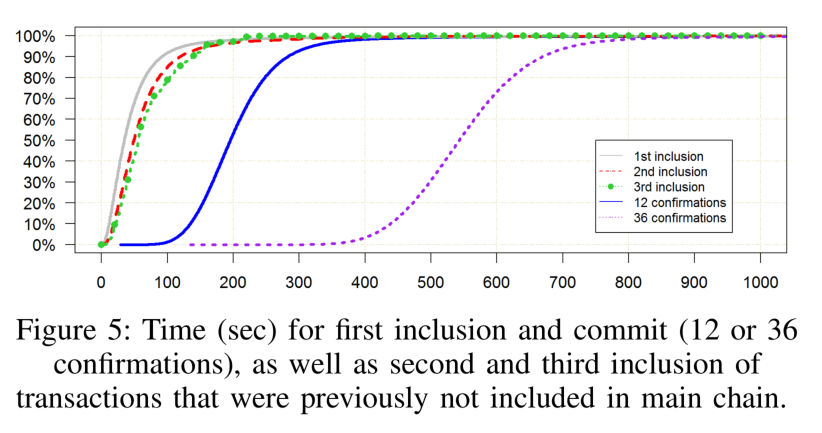 100%
90%
80%
70%
60%
50%
40%
30%
20%
10%
0%
1st inclusion
2nd inclusion
3rd inclusion
12 confirmations
36 confirmations
0 100 200 300 400 500 600 700 800 900 1000
Figure 5: Time (sec) for first inclusion and commit (12 or 36
confirmations), as well as second and third inclusion of
transactions that were previously not included in main chain.